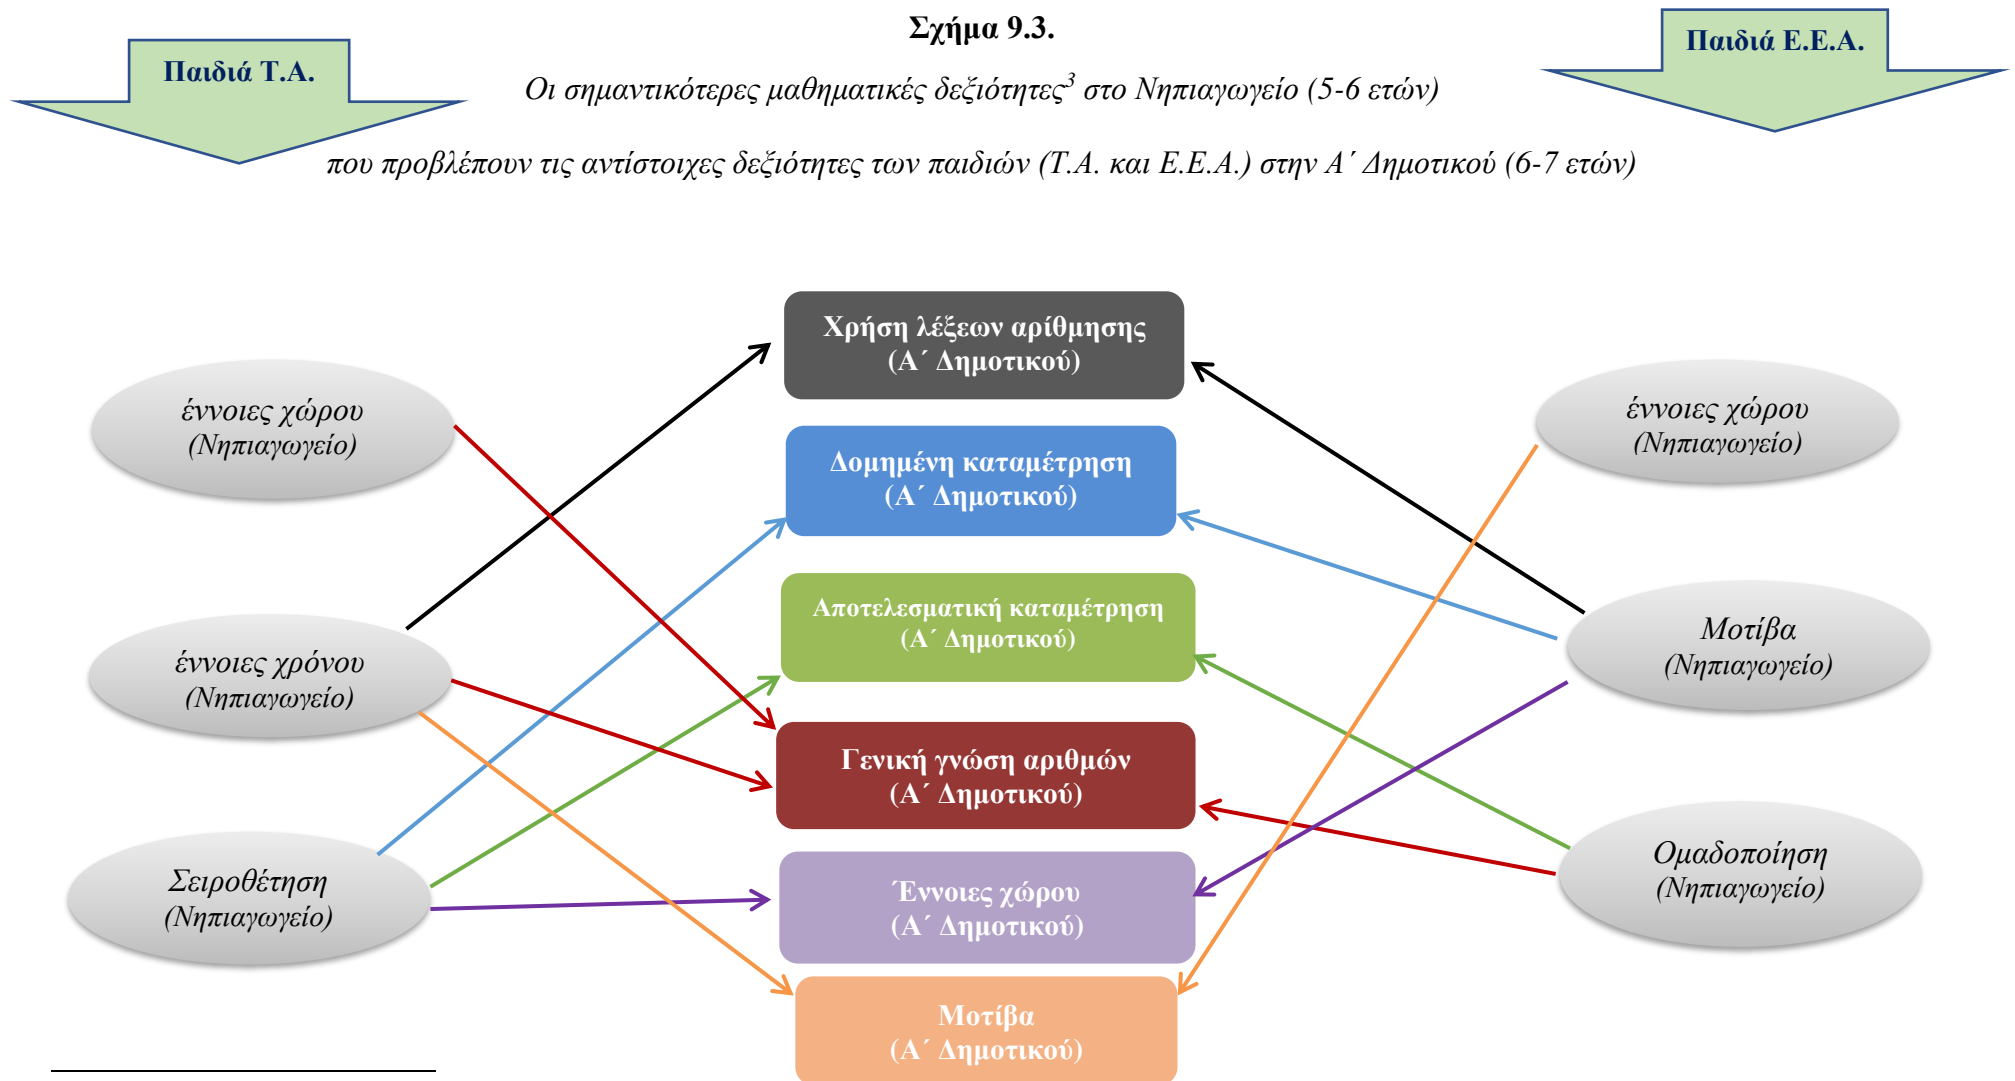 Σχήμα 9.3.
Παιδιά Τ.Α.
Παιδιά Ε.Ε.Α.
Οι σημαντικότερες μαθηματικές δεξιότητες3 στο Νηπιαγωγείο (5-6 ετών)
που προβλέπουν τις αντίστοιχες δεξιότητες των παιδιών (Τ.Α. και Ε.Ε.Α.) στην Α΄ Δημοτικού (6-7 ετών)
έννοιες χώρου
(Νηπιαγωγείο)
έννοιες χρόνου
(Νηπιαγωγείο)
Σειροθέτηση
(Νηπιαγωγείο)
Χρήση λέξεων αρίθμησης
(Α΄ Δημοτικού)
Δομημένη καταμέτρηση
(Α΄ Δημοτικού)
Αποτελεσματική καταμέτρηση
(Α΄ Δημοτικού)
Γενική γνώση αριθμών
(Α΄ Δημοτικού)
Έννοιες χώρου
(Α΄ Δημοτικού)
Μοτίβα
(Α΄ Δημοτικού)
έννοιες χώρου
(Νηπιαγωγείο)
Μοτίβα
(Νηπιαγωγείο)
Ομαδοποίηση
(Νηπιαγωγείο)